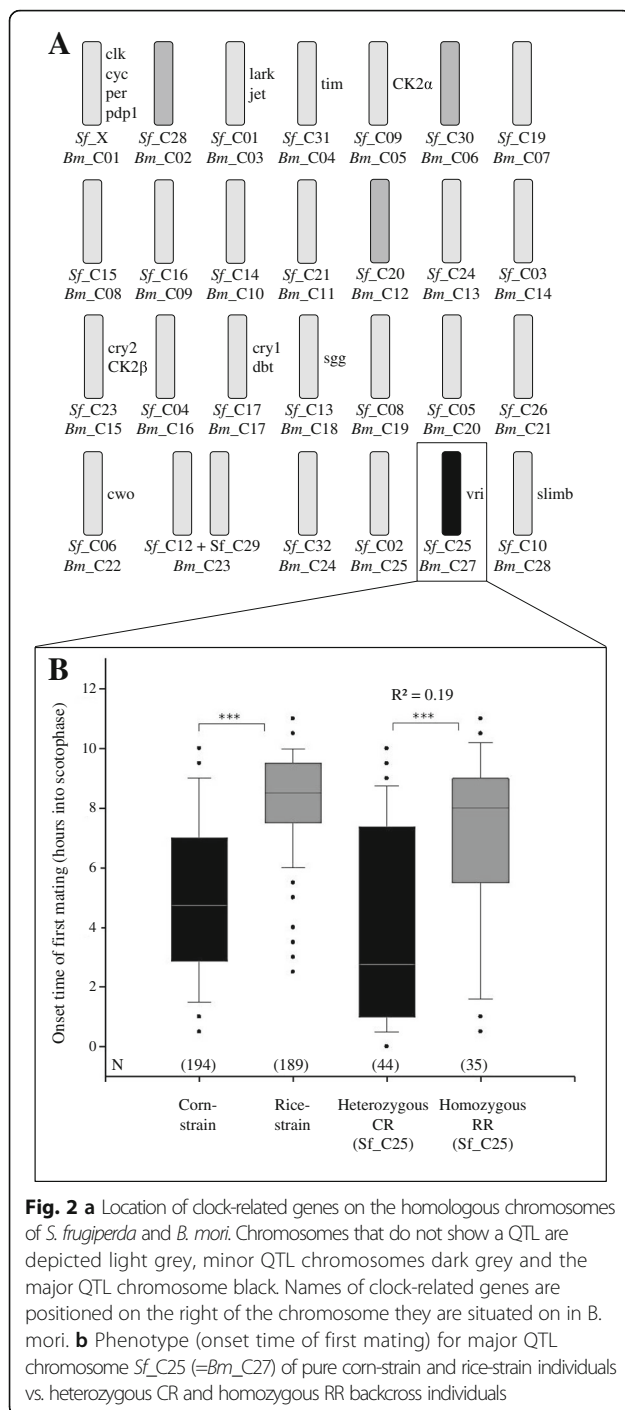 A
clk
cyc
per
pdp1
lark
jet
tim
CK2α
Sf_X Sf_C28 Sf_C01 Sf_C31 Sf_C09 Sf_C30 Sf_C19
Bm_C01 Bm_C02 Bm_C03 Bm_C04 Bm_C05 Bm_C06 Bm_C07
Sf_C15 Sf_C16 Sf_C14 Sf_C21 Sf_C20 Sf_C24 Sf_C03
Bm_C08 Bm_C09 Bm_C10 Bm_C11 Bm_C12 Bm_C13 Bm_C14
cry2
CK2β
cry1
dbt
sgg
Sf_C23 Sf_C04 Sf_C17 Sf_C13 Sf_C08 Sf_C05 Sf_C26
Bm_C15 Bm_C16 Bm_C17 Bm_C18 Bm_C19 Bm_C20 Bm_C21
cwo
vri
slimb
Sf_C06 Sf_C12 + Sf_C29 Sf_C32 Sf_C02 Sf_C25 Sf_C10
Bm_C22 Bm_C23 Bm_C24 Bm_C25 Bm_C27 Bm_C28
B
Onset time of first mating (hours into scotophase)
12
10
8
6
4
2
0
R² = 0.19
*** ***
N (194) (189) (44) (35)
Corn- Rice- Heterozygous Homozygous
strain strain CR RR
(Sf_C25) (Sf_C25)
Fig. 2 a Location of clock-related genes on the homologous chromosomes
of S. frugiperda and B. mori. Chromosomes that do not show a QTL are
depicted light grey, minor QTL chromosomes dark grey and the
major QTL chromosome black. Names of clock-related genes are
positioned on the right of the chromosome they are situated on in B.
mori. b Phenotype (onset time of first mating) for major QTL
chromosome Sf_C25 (=Bm_C27) of pure corn-strain and rice-strain individuals
vs. heterozygous CR and homozygous RR backcross individuals